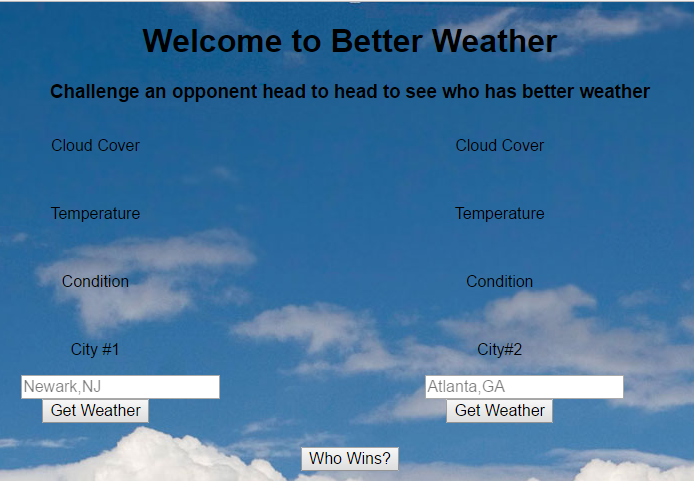 Welcome to Better Weather
Challenge an opponent head to head to see who has better weather
Cloud Cover
Cloud Cover
Temperature
Temperature
Condition
Condition
City #1
City#2
Newark,NJ
Atlanta,GA
Get Weather
Get Weather
Who Wins?